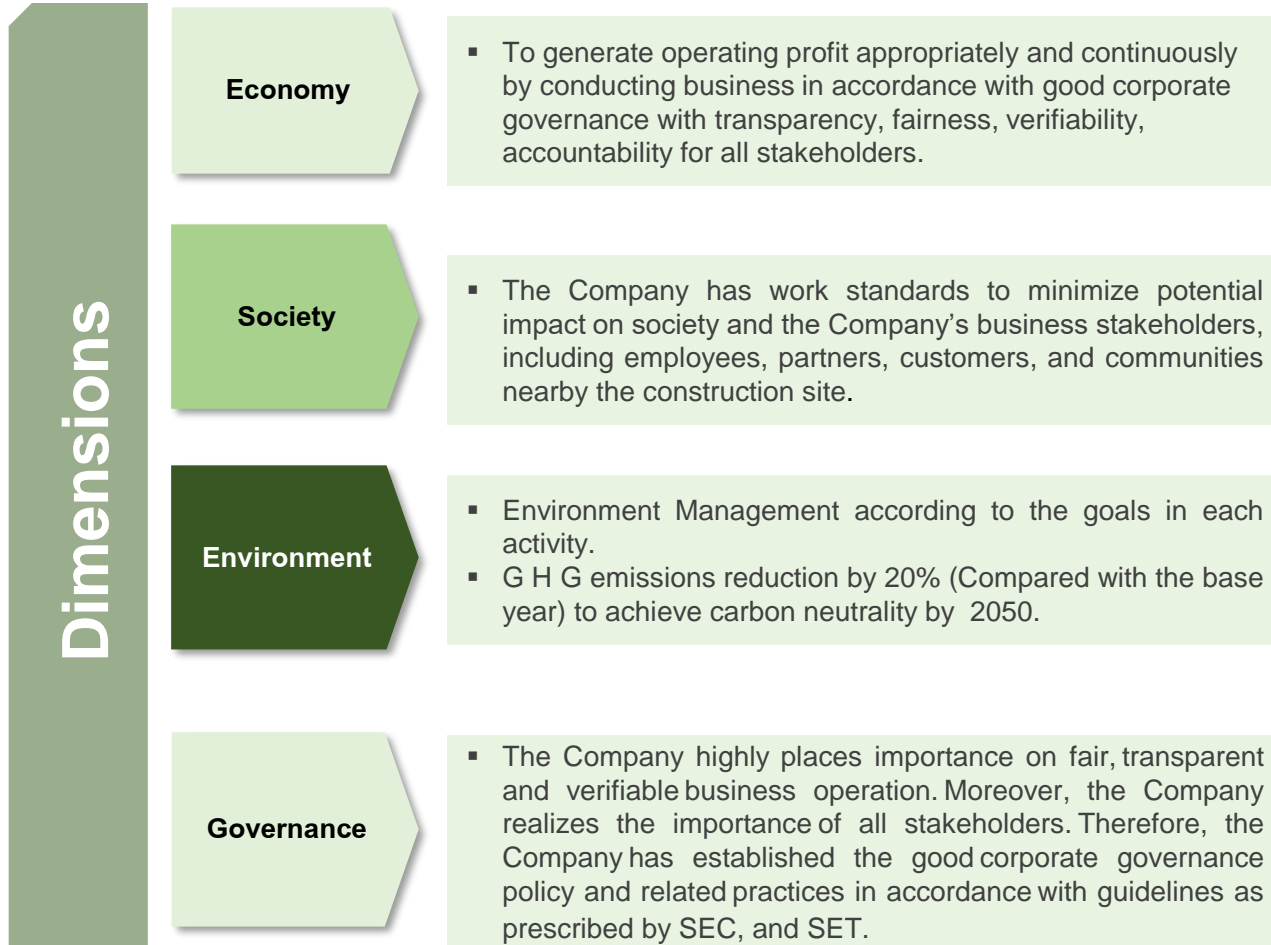 Dimensions
Economy
▪ To generate operating profit appropriately and continuously
by conducting business in accordance with good corporate
governance with transparency, fairness, verifiability,
accountability for all stakeholders.
Society
▪ The Company has work standards to minimize potential
impact on society and the Company's business stakeholders,
including employees, partners, customers, and communities
nearby the construction site.
Environment
▪ Environment Management according to the goals in each
activity.
▪ G H G emissions reduction by 20% (Compared with the base
year) to achieve carbon neutrality by 2050.
Governance
▪ The Company highly places importance on fair, transparent
and verifiable business operation. Moreover, the Company
realizes the importance of all stakeholders. Therefore, the
Company has established the good corporate governance
policy and related practices in accordance with guidelines as
prescribed by SEC, and SET.